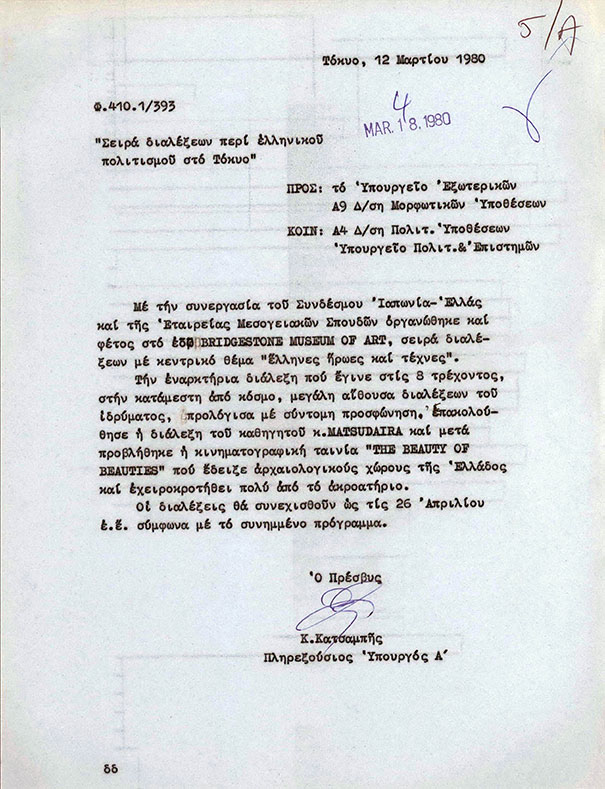 5/A
Τόκυο, 12 Μαρτίου 1980
Φ.410.1/393
4
MAR. 1 8. 1980
"Σειρά διαλέξεων περί ἑλληνικοῦ
πολιτισμοῦ στό Τόκυο"
ΠΡΟΣ: τό Ὑπουργεῖο Ἐξωτερικῶν
Α9 Δ/ση Μορφωτικῶν Ὑποθέσεων
ΚΟΙΝ: Α4 Δ/ση Πολιτ. Ὑποθέσεων
Ὑπουργεῖο Πολιτ.& Ἐπιστημῶν
Μέ τήν συνεργασία τοῦ Συνδέσμου Ἰαπωνία-Ἑλλάς
καί τῆς Ἑταιρείας Μεσογειακῶν Σπουδῶν ὀργανώθηκε καί
φέτος στό ἐδῶ BRIDGESTONE MUSEUM OF ART, σειρά διαλέ-
ξεων μέ κεντρικό θέμα "ἕλληνες ἥρωες καί τέχνες".
Τήν ἐναρκτήρια διάλεξη πού ἔγινε στίς 8 τρέχοντος,
στήν κατάμεστη ἀπό κόσμο, μεγάλη αἴθουσα διαλέξεων τοῦ
ἱδρύματος, προλόγισα μέ σύντομη προσφώνηση. Ἐπακολού-
θησε ἡ διάλεξη τοῦ καθηγητοῦ κ.MATSUDAIRA καί μετά
προβλήθηκε ἡ κινηματογραφική ταινία "THE BEAUTY OF
BEAUTIES" πού ἔδειξε ἀρχαιολογικούς χώρους τῆς Ἑλλάδος
καί ἐχειροκροτήθει πολύ ἀπό τό ἀκροατήριο.
Οἱ διαλέξεις θά συνεχισθοῦν ὡς τίς 26 Ἀπριλίου
ἐ.ἔ. σύμφωνα μέ τό συνημμένο πρόγραμμα.
Ὁ Πρέσβυς
Κ.Κατσαμπῆς
Πληρεξούσιος Ὑπουργός Α΄
δδ